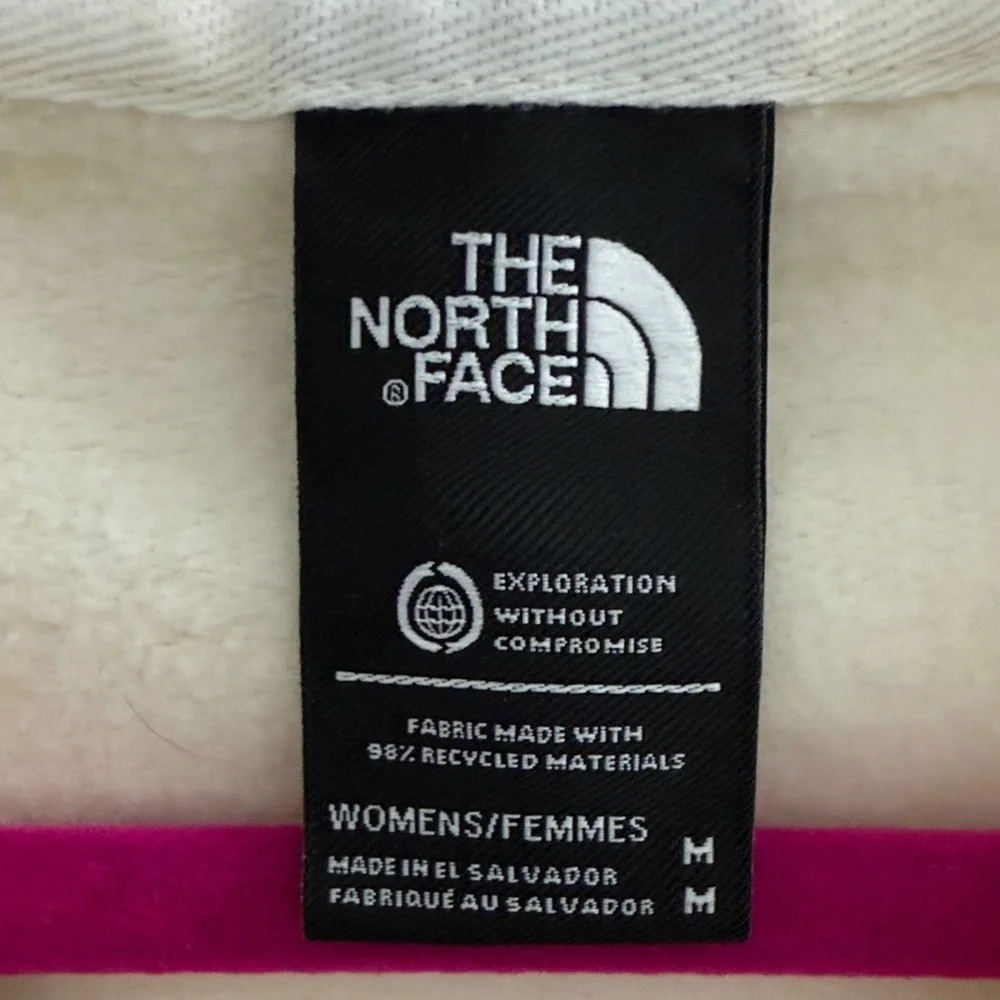 THE
NORTH
®FACE
EXPLORATION
WITHOUT
COMPROMISE
FABRIC MADE WITH
98% RECYCLED MATERIALS
WOMENS/FEMMES M
MADE IN EL SALVADOR
FABRIQUÉ AU SALVADOR M